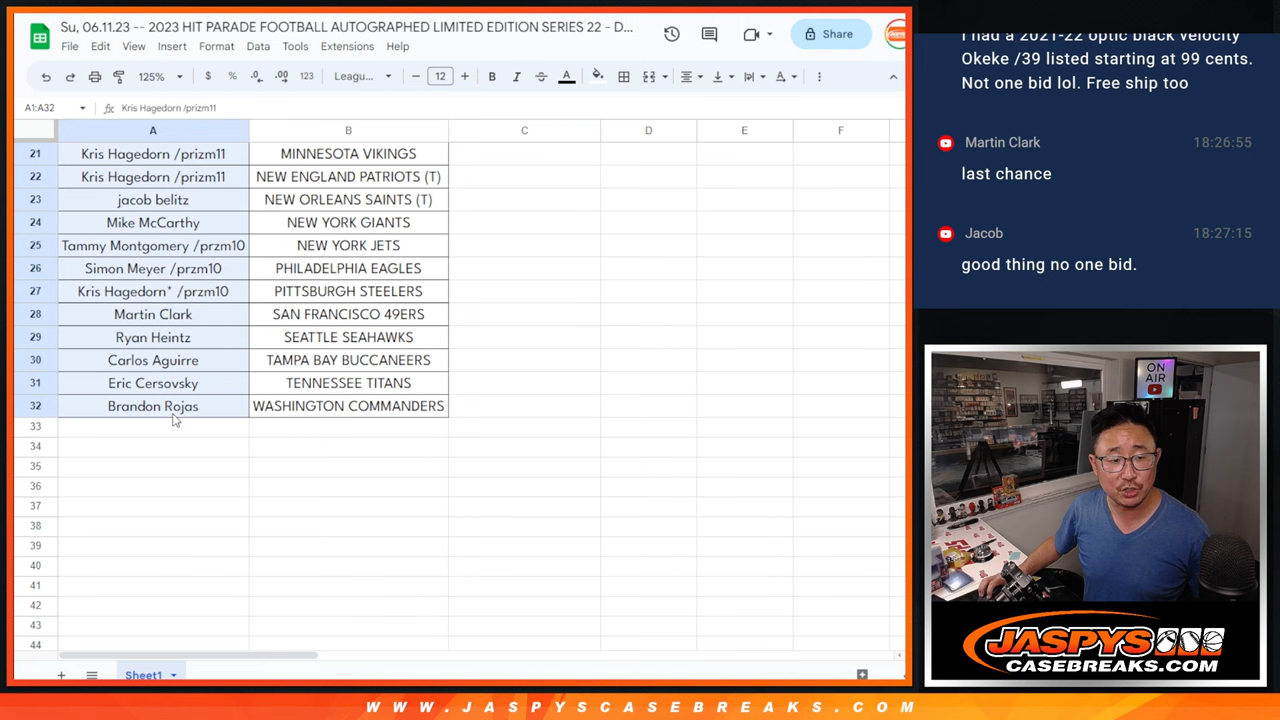 Su, 06.11.23 -- 2023 HIT PARADE FOOTBALL AUTOGRAPHED LIMITED EDITION SERIES 22 - D...
File Edit View Insert Format Data Tools Extensions Help
Share
125% $ % .0 .00 123 Leagu... 12 B I A
A1:A32 fx Kris Hagedorn /prizm11
A B C D E F
21 Kris Hagedorn /prizm11 MINNESOTA VIKINGS
22 Kris Hagedorn /prizm11 NEW ENGLAND PATRIOTS (T)
23 jacob belitz NEW ORLEANS SAINTS (T)
24 Mike McCarthy NEW YORK GIANTS
25 Tammy Montgomery /przm10 NEW YORK JETS
26 Simon Meyer /przm10 PHILADELPHIA EAGLES
27 Kris Hagedorn* /przm10 PITTSBURGH STEELERS
28 Martin Clark SAN FRANCISCO 49ERS
29 Ryan Heintz SEATTLE SEAHAWKS
30 Carlos Aguirre TAMPA BAY BUCCANEERS
31 Eric Cersovsky TENNESSEE TITANS
32 Brandon Rojas WASHINGTON COMMANDERS
33
34
35
36
37
38
39
40
41
42
43
44
Sheet1
I had a 2021-22 optic black velocity
Okeke /39 listed starting at 99 cents.
Not one bid lol. Free ship too
Martin Clark 18:26:55
last chance
Jacob 18:27:15
good thing no one bid.
ON
AIR
JASPYS
CASEBREAKS.COM
WWW.JASPYSCASEBREAKS.COM